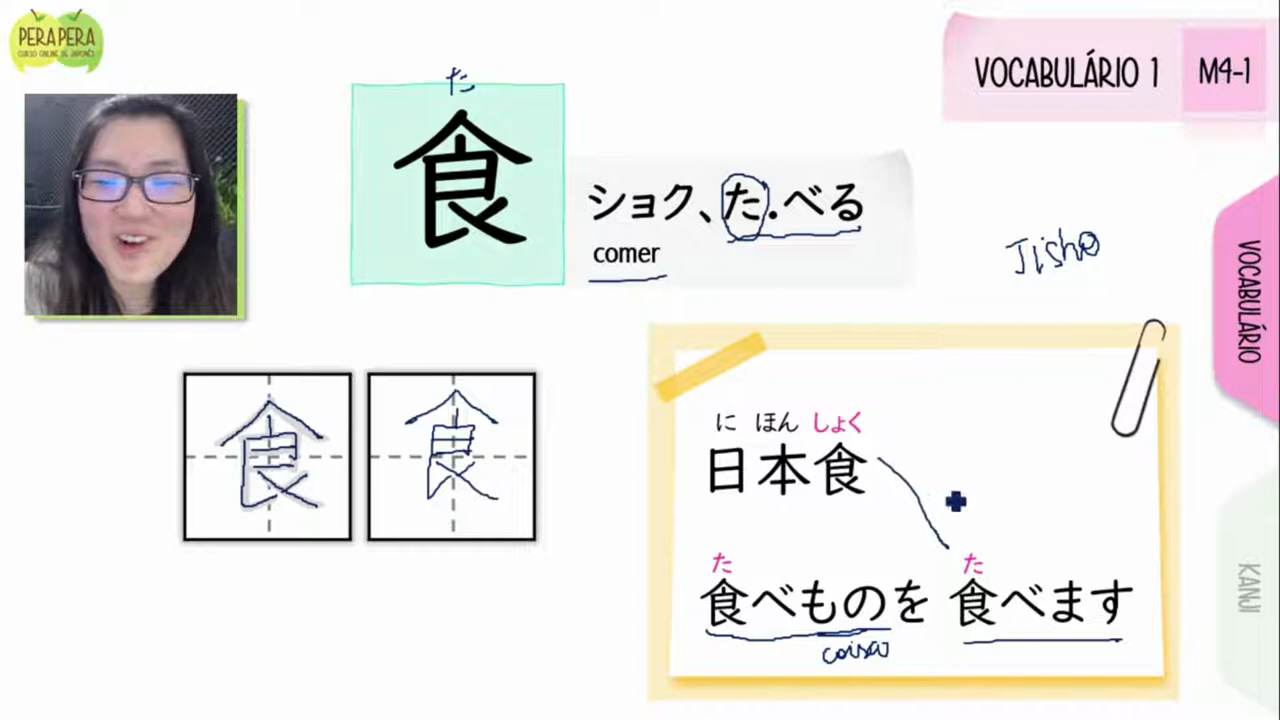 PERAPERA
CURSO ONLINE DE JAPONÊS
VOCABULÁRIO 1
M4-1
た
食
ショク、た.べる
comer
Jisho
VOCABULÁRIO
食 食
に ほん しょく
日本食
た た
食べものを 食べます
coisa
KANJI